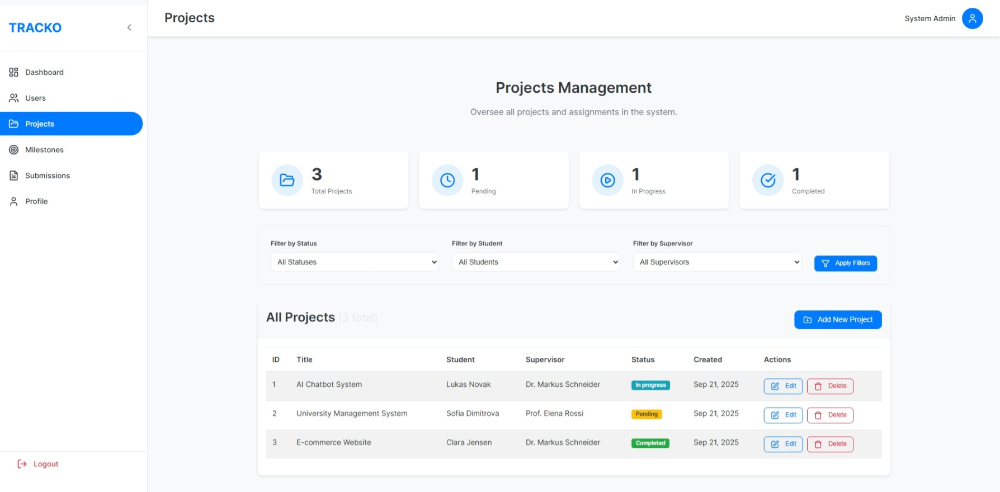 TRACKO
Projects
System Admin
Dashboard
Users
Projects
Milestones
Submissions
Profile
Logout
Projects Management
Oversee all projects and assignments in the system.
3
Total Projects
1
Pending
1
In Progress
1
Completed
Filter by Status
All Statuses
Filter by Student
All Students
Filter by Supervisor
All Supervisors
Apply Filters
All Projects (3 total)
Add New Project
ID Title Student Supervisor Status Created Actions
1 AI Chatbot System Lukas Novak Dr. Markus Schneider In progress Sep 21, 2025 Edit Delete
2 University Management System Sofia Dimitrova Prof. Elena Rossi Pending Sep 21, 2025 Edit Delete
3 E-commerce Website Clara Jensen Dr. Markus Schneider Completed Sep 21, 2025 Edit Delete